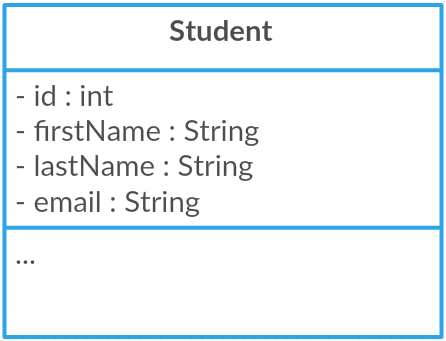 Student
- id : int
- firstName : String
- lastName : String
- email : String
...